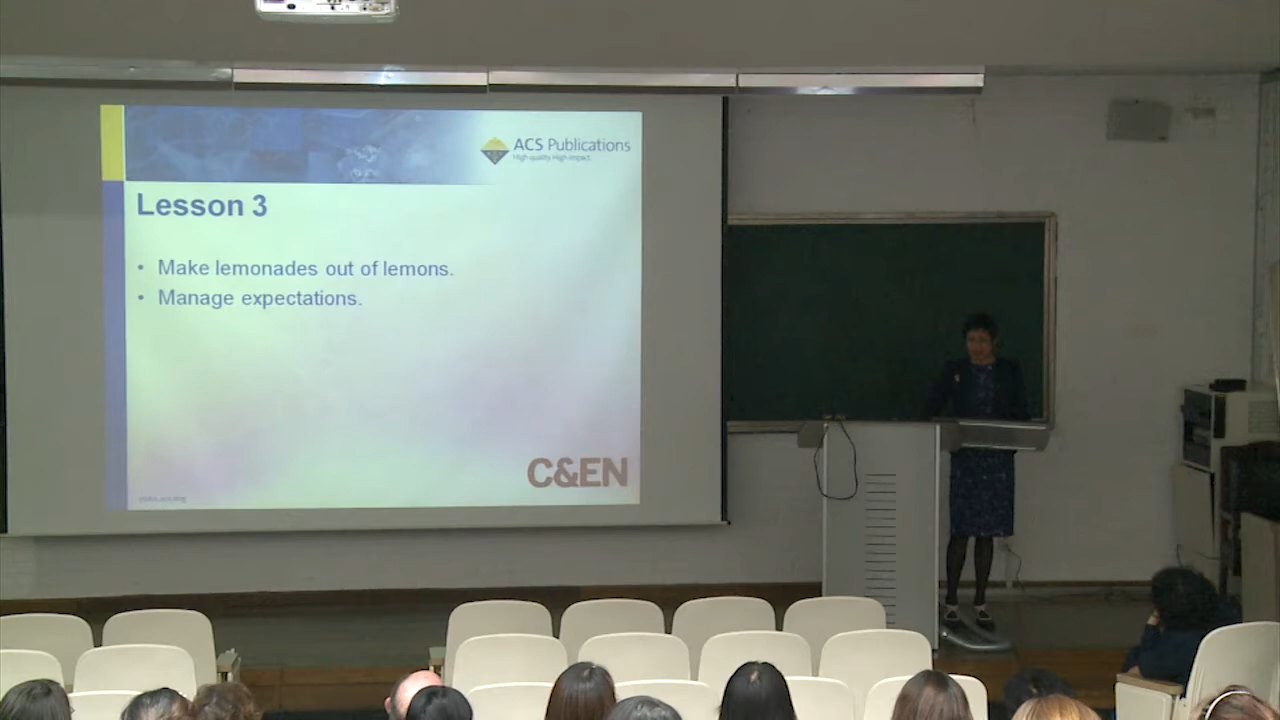 ACS Publications
High quality. High impact.
Lesson 3
• Make lemonades out of lemons.
• Manage expectations.
C&EN